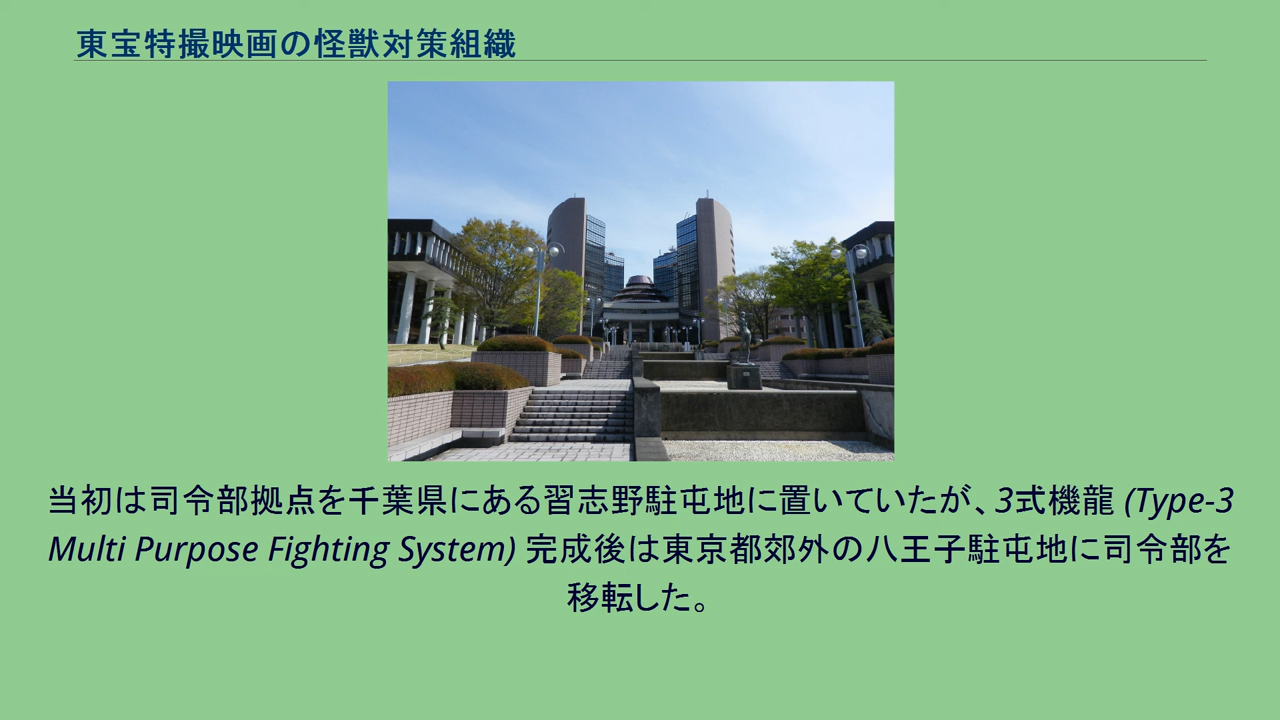 東宝特撮映画の怪獣対策組織
当初は司令部拠点を千葉県にある習志野駐屯地に置いていたが、3式機龍 (Type-3
Multi Purpose Fighting System) 完成後は東京都郊外の八王子駐屯地に司令部を
移転した。